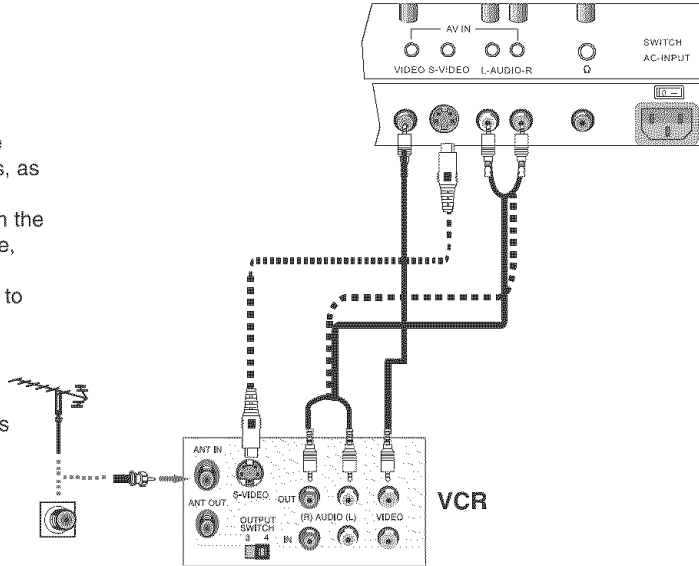 AV IN
SWITCH
VIDEO S-VIDEO L-AUDIO-R Ω AC-INPUT
e
s, as
n the
e,
to
s
ANT IN
S-VIDEO
ANT OUT OUT
(R) AUDIO (L) VIDEO
OUTPUT
SWITCH
3 4 IN
VCR